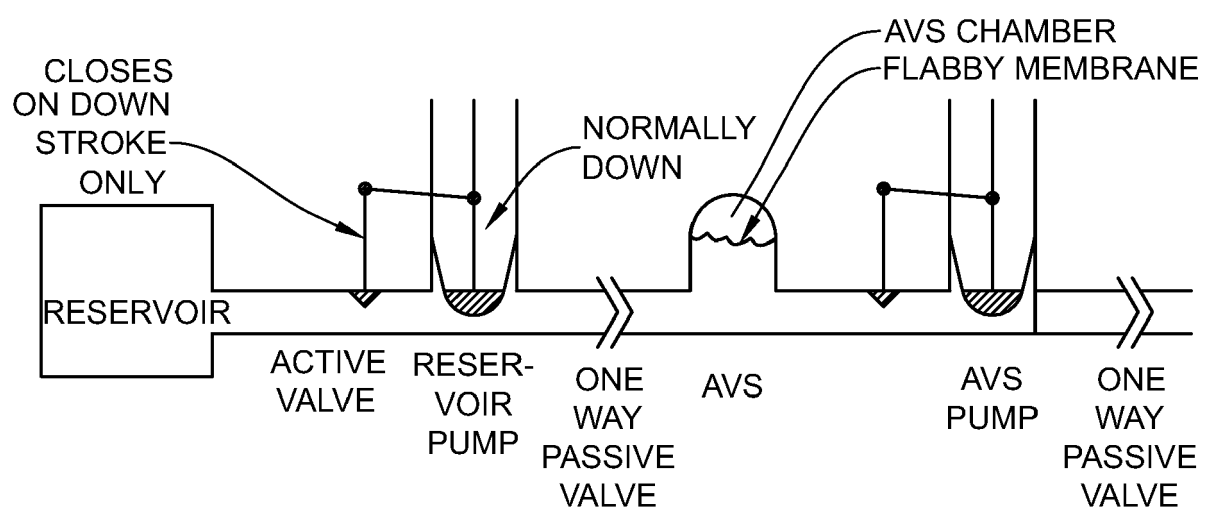 AVS CHAMBER
FLABBY MEMBRANE
CLOSES
ON DOWN
STROKE
ONLY
NORMALLY
DOWN
RESERVOIR
ACTIVE
VALVE
RESER-
VOIR
PUMP
ONE
WAY
PASSIVE
VALVE
AVS
AVS
PUMP
ONE
WAY
PASSIVE
VALVE